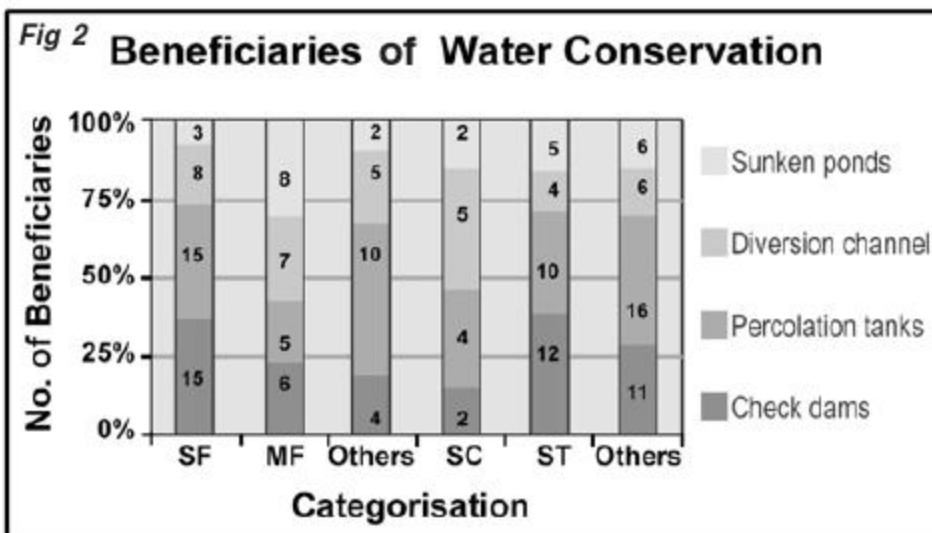 Fig 2
Beneficiaries of Water Conservation
No. of Beneficiaries
100%
75%
50%
25%
0%
3 8 2 2 5 6
8 7 5 5 4 6
15 5 10 4 10 16
15 6 4 2 12 11
SF MF Others SC ST Others
Categorisation
Sunken ponds
Diversion channel
Percolation tanks
Check dams